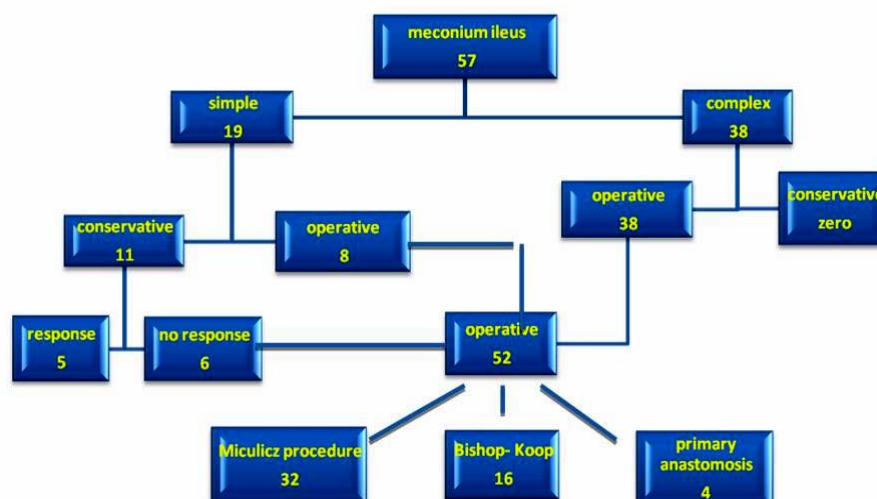 meconium ileus
57
simple
19
complex
38
operative
38
conservative
zero
conservative
11
operative
8
response
5
no response
6
operative
52
Miculicz procedure
32
Bishop- Koop
16
primary
anastomosis
4